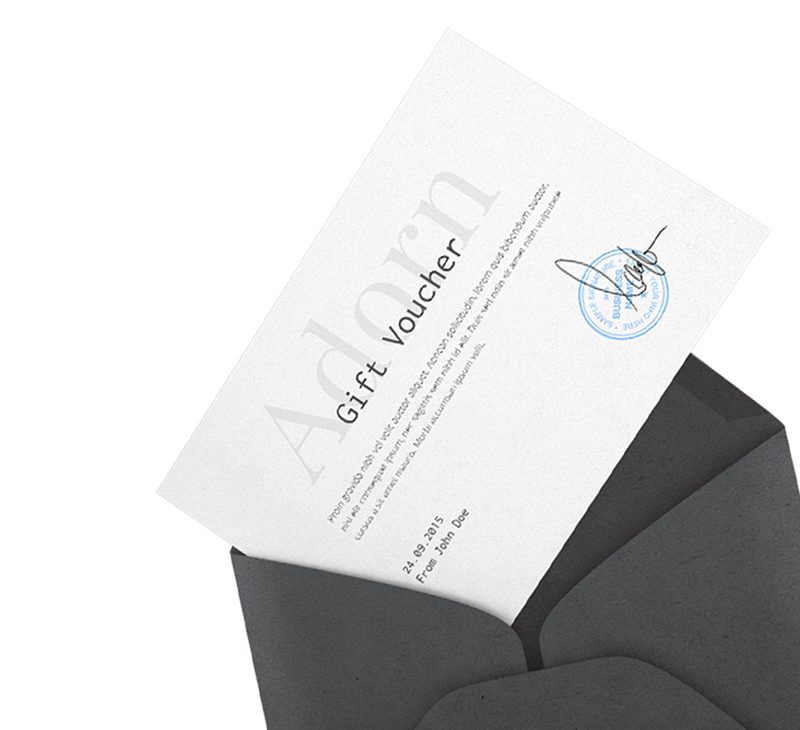 Adorn
Gift Voucher
Proin gravida nibh vel velit auctor aliquet. Aenean sollicitudin, lorem quis bibendum auctor,
nisi elit consequat ipsum, nec sagittis sem nibh id elit. Duis sed odio sit amet nibh vulputate
cursus a sit amet mauris. Morbi accumsan ipsum velit.
24.09.2015
From John Doe
BUSINESS